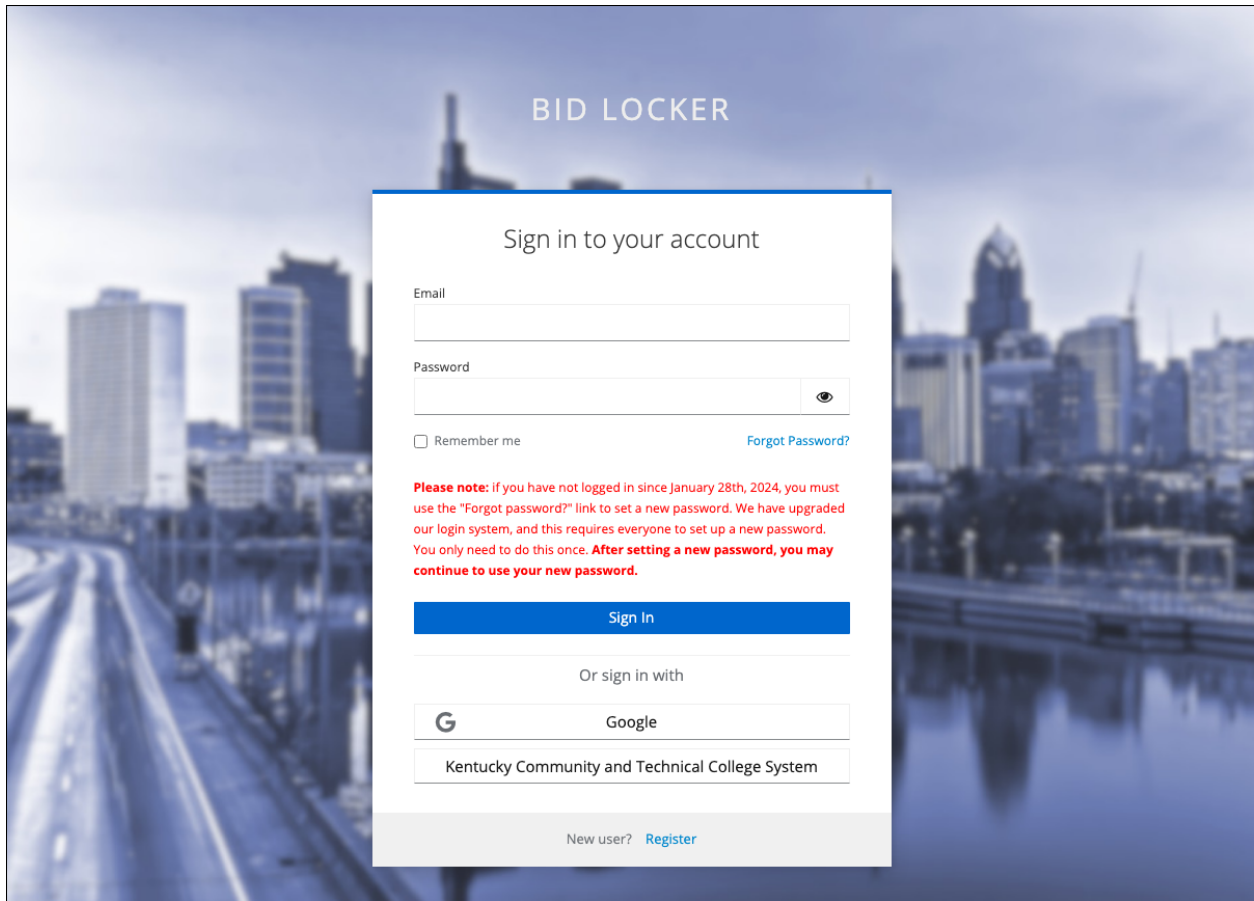 BID LOCKER
Sign in to your account
Email
Password
Remember me
Forgot Password?
Please note: if you have not logged in since January 28th, 2024, you must
use the "Forgot password?" link to set a new password. We have upgraded
our login system, and this requires everyone to set up a new password.
You only need to do this once. After setting a new password, you may
continue to use your new password.
Sign In
Or sign in with
Google
Kentucky Community and Technical College System
New user? Register